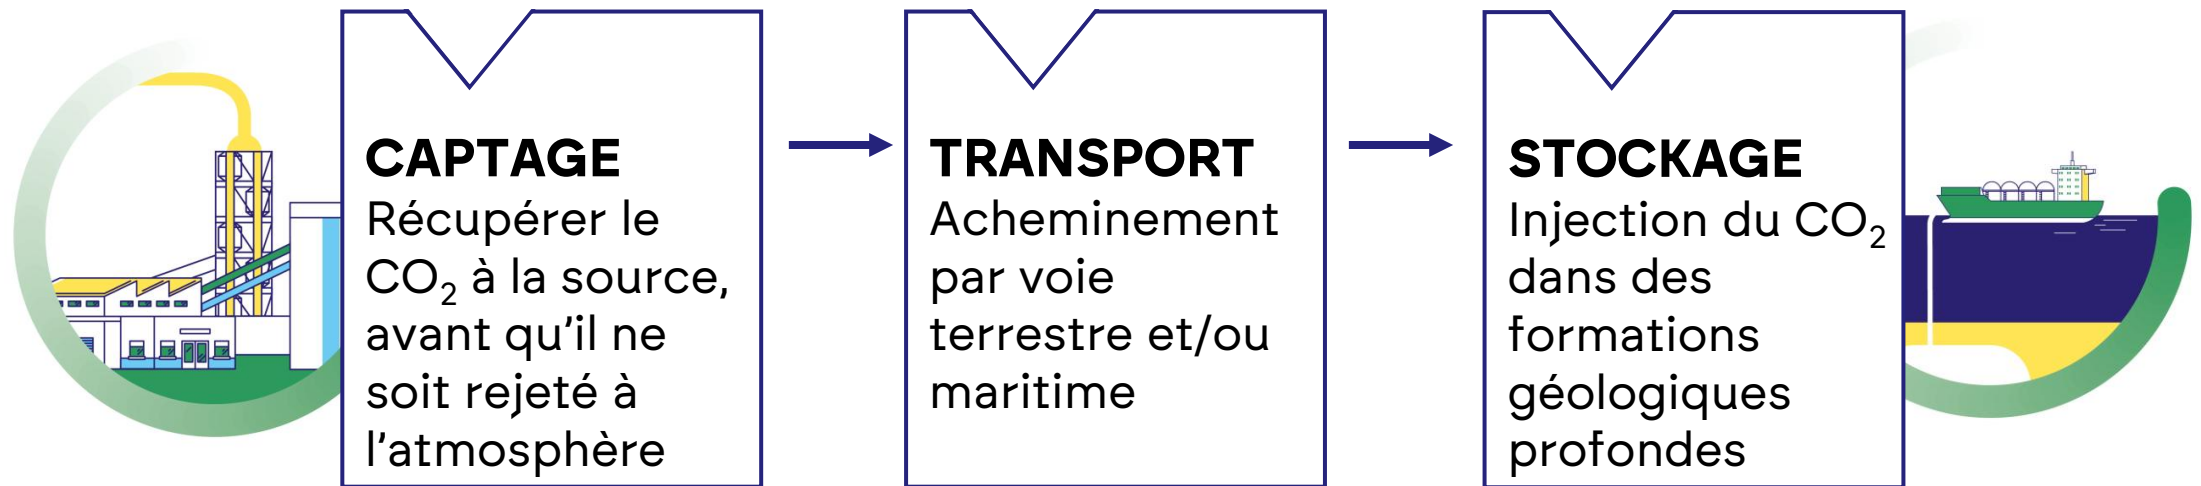 CAPTAGE
Récupérer le
CO₂ à la source,
avant qu’il ne
soit rejeté à
l’atmosphère
TRANSPORT
Acheminement
par voie
terrestre et/ou
maritime
STOCKAGE
Injection du CO₂
dans des
formations
géologiques
profondes